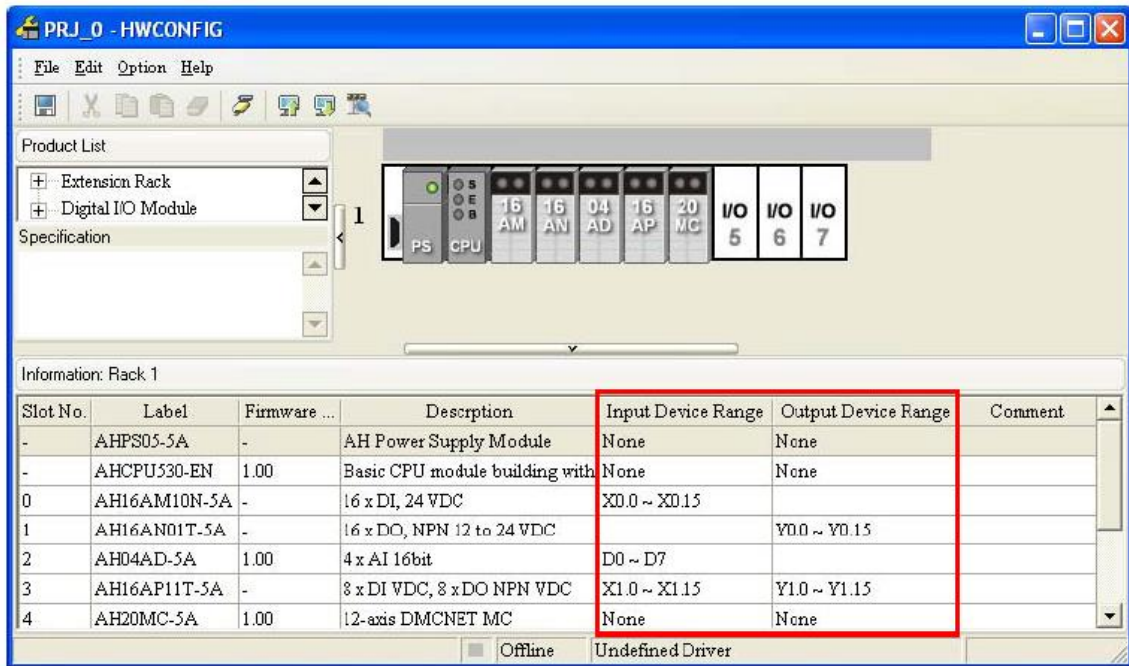 PRJ_0 - HWCONFIG
File Edit Option Help
Product List
Extension Rack
Digital I/O Module
Specification
1
PS CPU 16 AM 16 AN 04 AD 16 AP 20 MC I/O 5 I/O 6 I/O 7
S
E
B
Information: Rack 1
Slot No. Label Firmware ... Descrption Input Device Range Output Device Range Comment
- AHPS05-5A - AH Power Supply Module None None
- AHCPU530-EN 1.00 Basic CPU module building with None None
0 AH16AM10N-5A - 16 x DI, 24 VDC X0.0 ~ X0.15
1 AH16AN01T-5A - 16 x DO, NPN 12 to 24 VDC Y0.0 ~ Y0.15
2 AH04AD-5A 1.00 4 x AI 16bit D0 ~ D7
3 AH16AP11T-5A - 8 x DI VDC, 8 x DO NPN VDC X1.0 ~ X1.15 Y1.0 ~ Y1.15
4 AH20MC-5A 1.00 12-axis DMCNET MC None None
Offline Undefined Driver